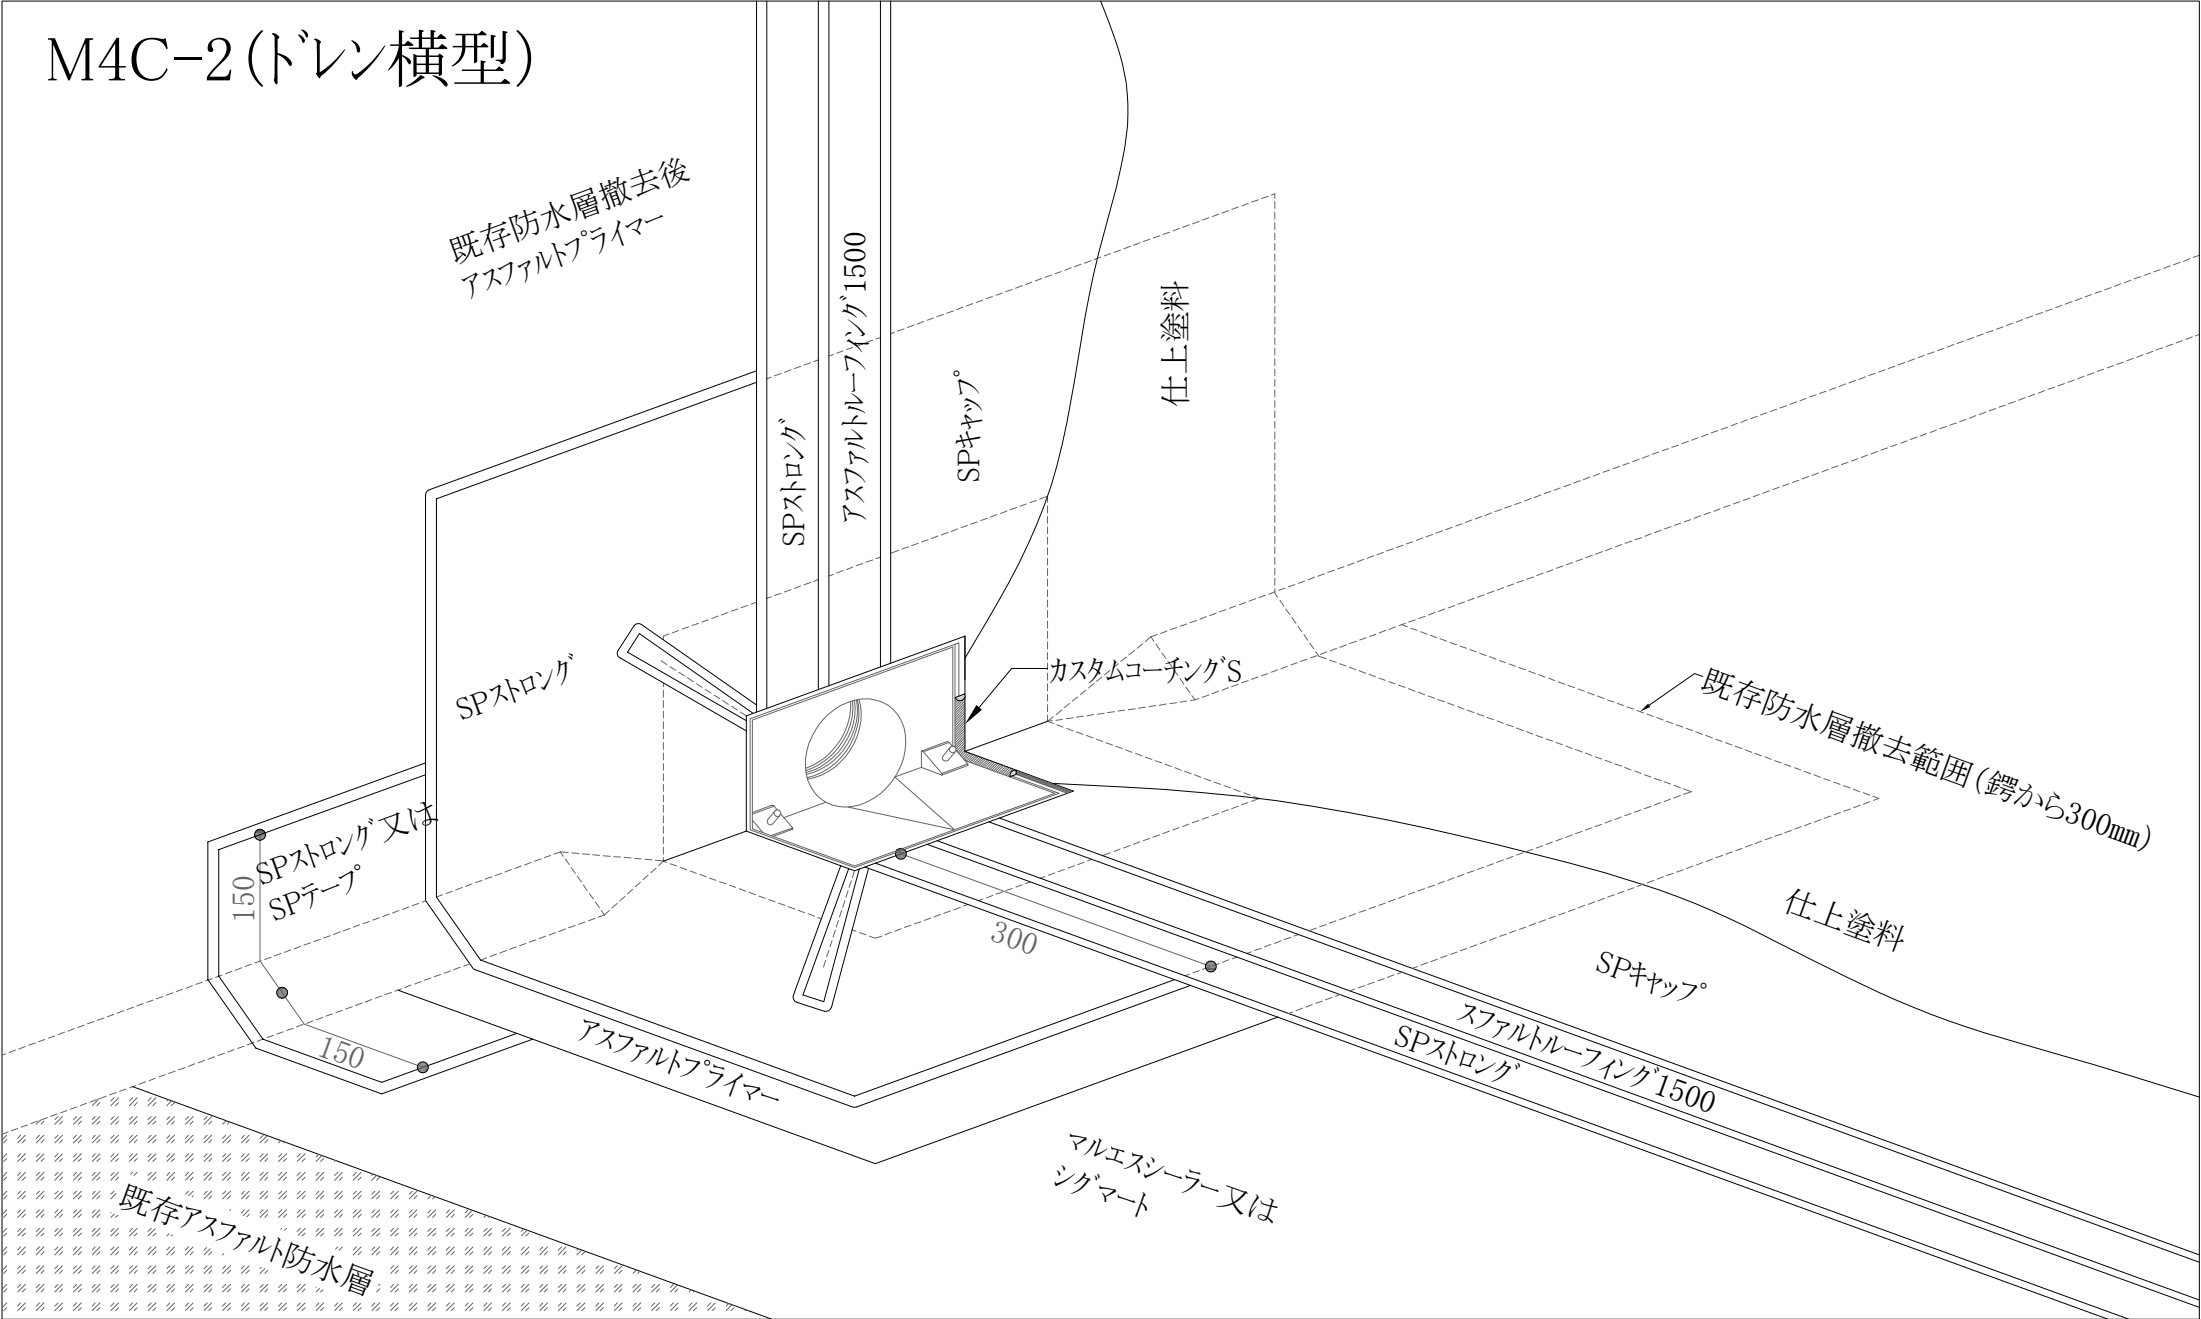 M4C-2(ドレン横型)
既存防水層撤去後
アスファルトプライマー
アスファルトルーフィング1500
仕上塗料
SPキャップ
SPストロング
SPストロング
カスタムコーチングS
既存防水層撤去範囲(鍔から300mm)
SPストロング又は
SPテープ
150
150
300
仕上塗料
SPキャップ
スファルトルーフィング1500
SPストロング
アスファルトプライマー
マルエスシーラー又は
シグマート
既存アスファルト防水層